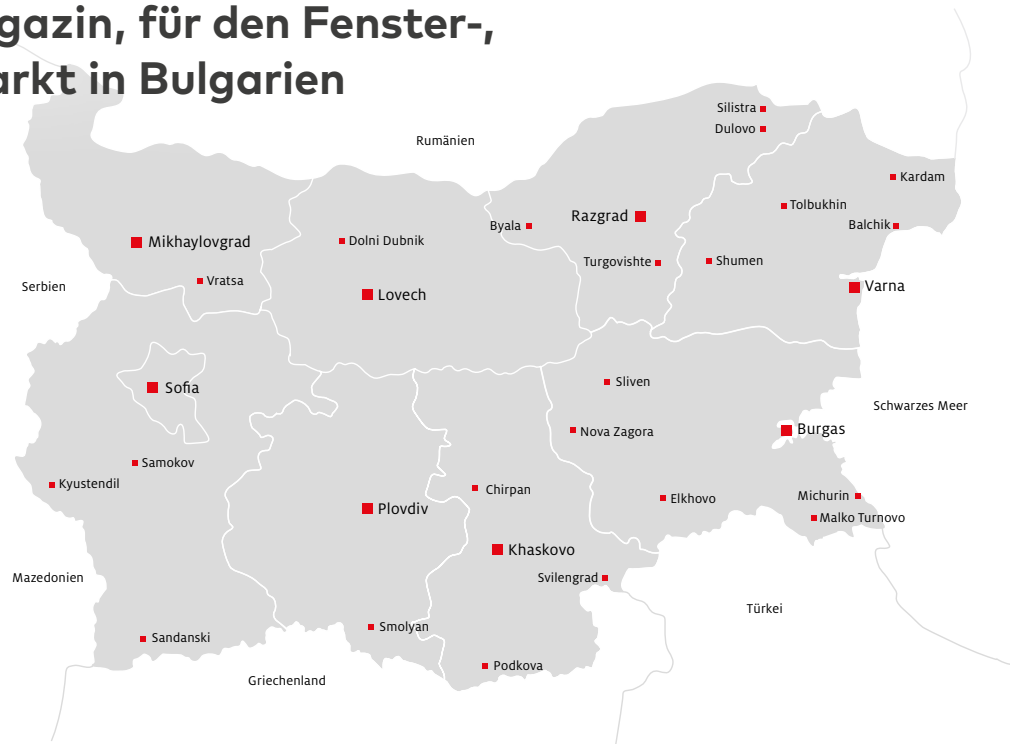 gazin, für den Fenster-,
arkt in Bulgarien
Silistra
Dulovo
Rumänien
Kardam
Tolbukhin
Razgrad
Byala
Balchik
Mikhaylovgrad
Dolni Dubnik
Turgovishte
Shumen
Vratsa
Serbien
Varna
Lovech
Sliven
Sofia
Schwarzes Meer
Burgas
Nova Zagora
Samokov
Kyustendil
Chirpan
Michurin
Elkhovo
Plovdiv
Malko Turnovo
Khaskovo
Mazedonien
Svilengrad
Türkei
Smolyan
Sandanski
Podkova
Griechenland